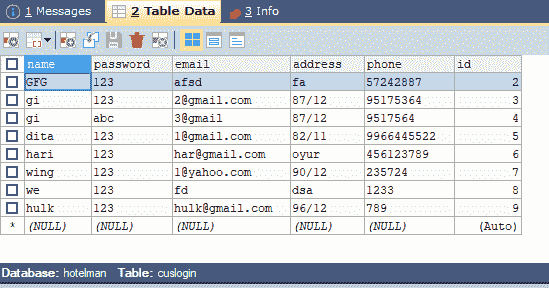 1 Messages 2 Table Data 3 Info
name password email address phone id
GFG 123 afsd fa 57242887 2
gi 123 2@gmail.com 87/12 95175364 3
gi abc 3@gmail 87/12 9517564 4
dita 123 1@gmail.com 82/11 9966445522 5
hari 123 har@gmail.com oyur 456123789 6
wing 123 1@yahoo.com 90/12 235724 7
we 123 fd dsa 1233 8
hulk 123 hulk@gmail.com 96/12 789 9
* (NULL) (NULL) (NULL) (NULL) (NULL) (Auto)
Database: hotelman Table: cuslogin